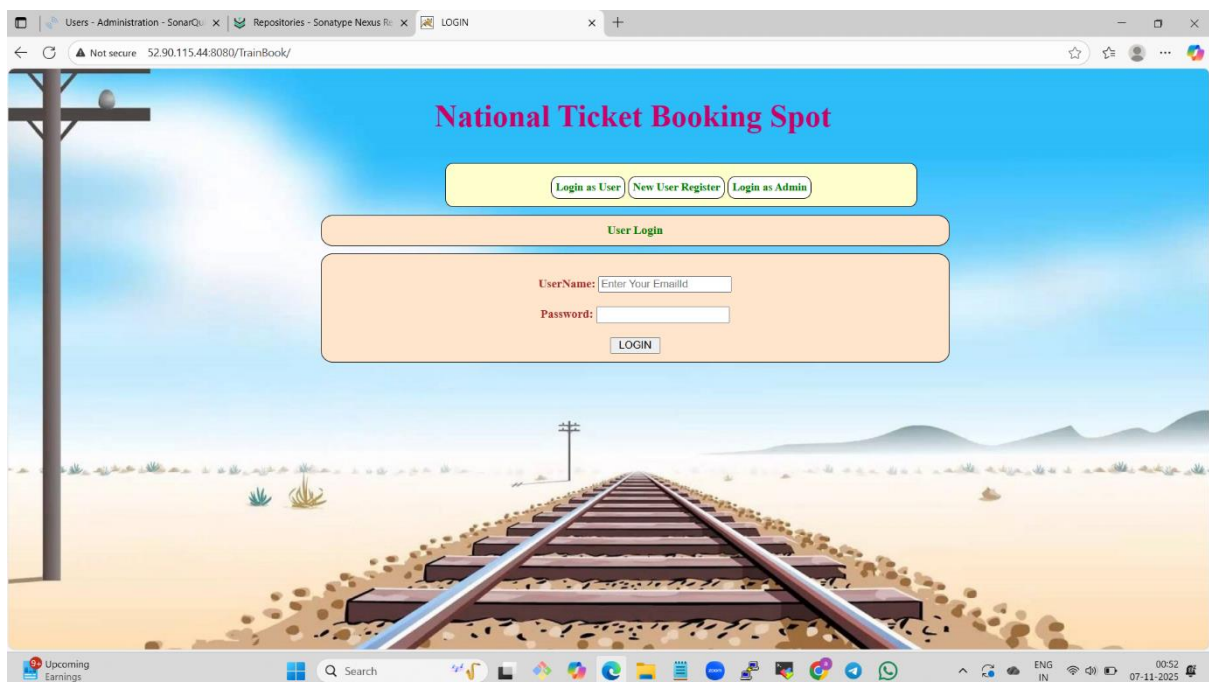 Users - Administration - SonarQu
Repositories - Sonatype Nexus Re
LOGIN
Not secure 52.90.115.44:8080/TrainBook/
National Ticket Booking Spot
Login as User New User Register Login as Admin
User Login
UserName: Enter Your EmailId
Password:
LOGIN
9+
Upcoming
Earnings
Search
ENG
IN
00:52
07-11-2025